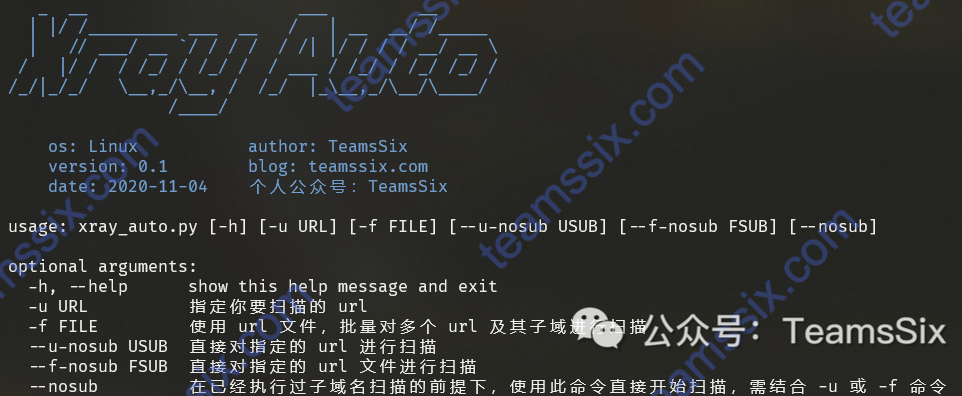 Xray Auto
os: Linux author: TeamsSix
version: 0.1 blog: teamssix.com
date: 2020-11-04 个人公众号: TeamsSix
usage: xray_auto.py [-h] [-u URL] [-f FILE] [--u-nosub USUB] [--f-nosub FSUB] [--nosub]
optional arguments:
-h, --help show this help message and exit
-u URL 指定你要扫描的 url
-f FILE 使用 url 文件，批量对多个 url 及其子域进行扫描
--u-nosub USUB 直接对指定的 url 进行扫描
--f-nosub FSUB 直接对指定的 url 文件进行扫描
--nosub 在已经执行过子域名扫描的前提下，使用此命令直接开始扫描，需结合 -u 或 -f 命令
公众号：TeamsSix
teamssix.com
teamssix.com
teamssix.com
teamssix.com
teamssix.com